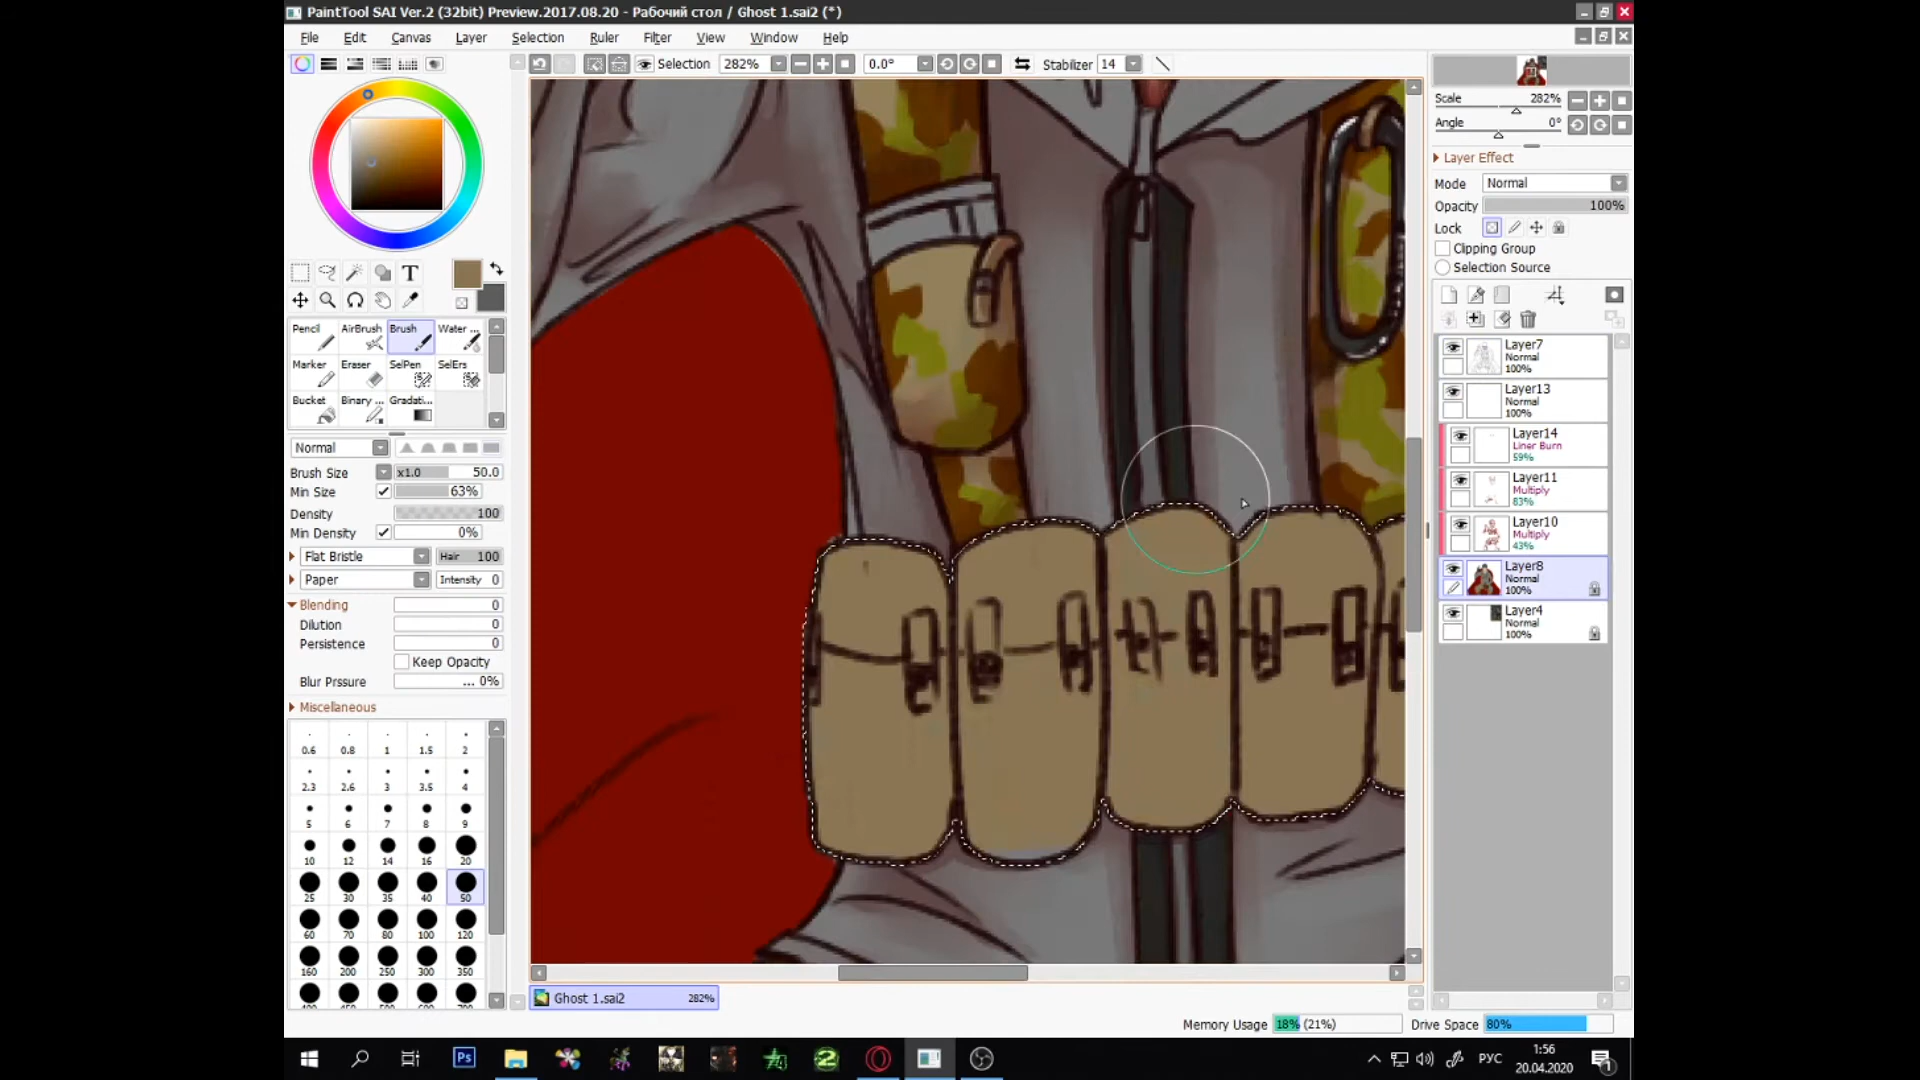 PaintTool SAI Ver.2 (32bit) Preview.2017.08.20 - Рабочий стол / Ghost 1.sai2 (*)
File Edit Canvas Layer Selection Ruler Filter View Window Help
Selection 282% 0.0° Stabilizer 14
Scale 282%
Angle 0°
Layer Effect
Mode Normal
Opacity 100%
Lock
Clipping Group
Selection Source
T
Pencil AirBrush Brush Water ...
Marker Eraser SelPen SelErs
Bucket Binary ... Gradati...
Normal
Brush Size x1.0 50.0
Min Size 63%
Density 100
Min Density 0%
Flat Bristle Hair 100
Paper Intensity 0
Blending 0
Dilution 0
Persistence 0
Keep Opacity
Blur Prssure ... 0%
Miscellaneous
0.6 0.8 1 1.5 2
2.3 2.6 3 3.5 4
5 6 7 8 9
10 12 14 16 20
25 30 35 40 50
60 70 80 100 120
160 200 250 300 350
Layer7
Normal
100%
Layer13
Normal
100%
Layer14
Liner Burn
59%
Layer11
Multiply
83%
Layer10
Multiply
43%
Layer8
Normal
100%
Layer4
Normal
100%
Ghost 1.sai2 282%
Memory Usage 18% (21%) Drive Space 80%
Ps
2
РУС
1:56
20.04.2020
1